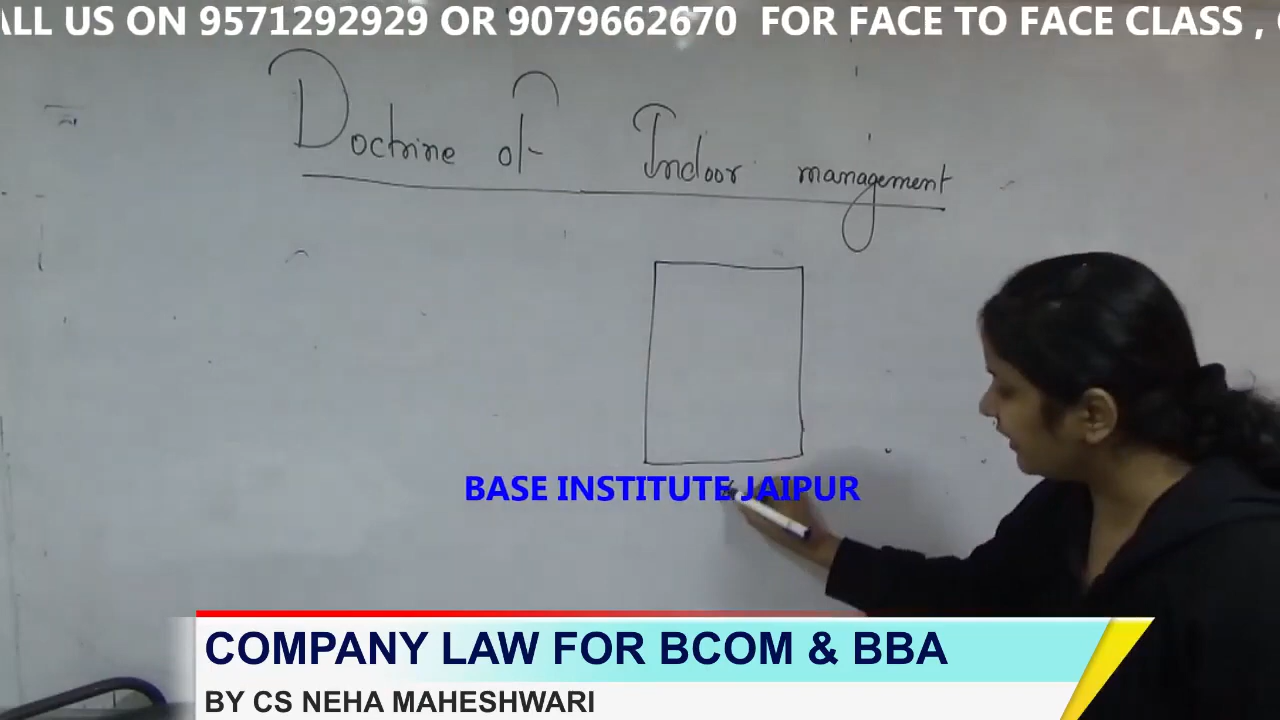 ALL US ON 9571292929 OR 9079662670 FOR FACE TO FACE CLASS ,
Doctrine of Indoor management
BASE INSTITUTE JAIPUR
COMPANY LAW FOR BCOM & BBA
BY CS NEHA MAHESHWARI